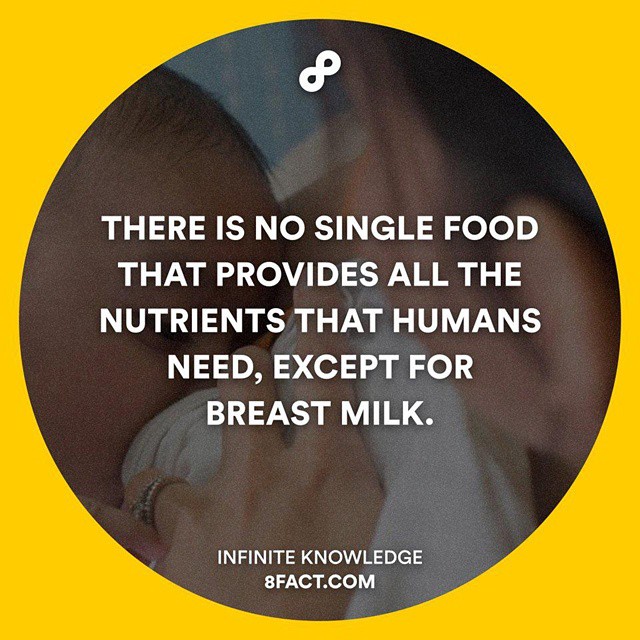 THERE IS NO SINGLE FOOD
THAT PROVIDES ALL THE
NUTRIENTS THAT HUMANS
NEED, EXCEPT FOR
BREAST MILK.
INFINITE KNOWLEDGE
8FACT.COM